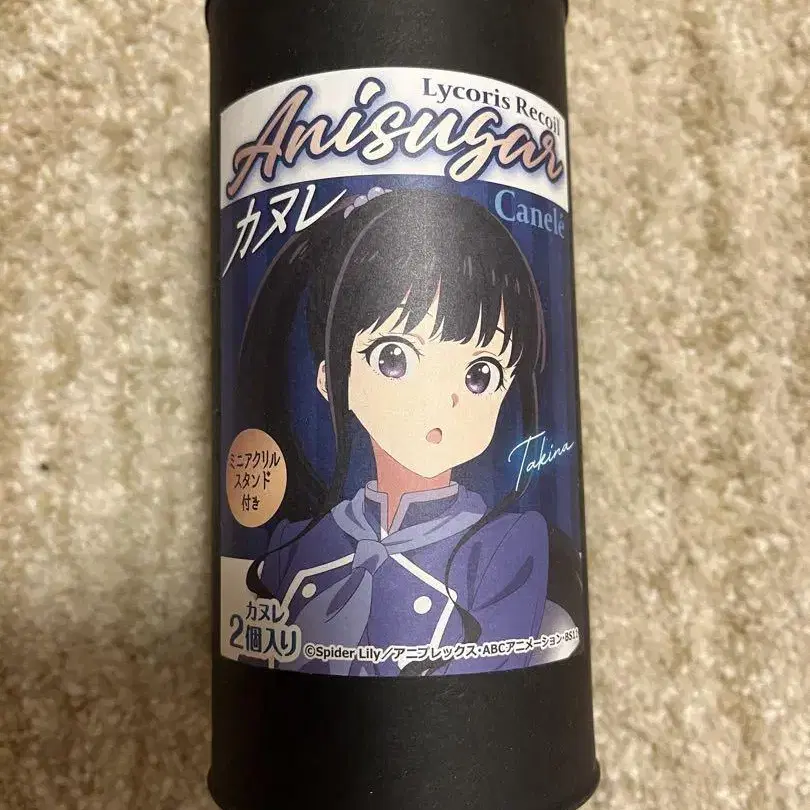 Lycoris Recoil
Anisugar
カヌレ
Canelé
Takina
ミニアクリル
スタンド
付き
カヌレ
2個入り
©Spider Lily／アニプレックス・ABCアニメーション・BS11